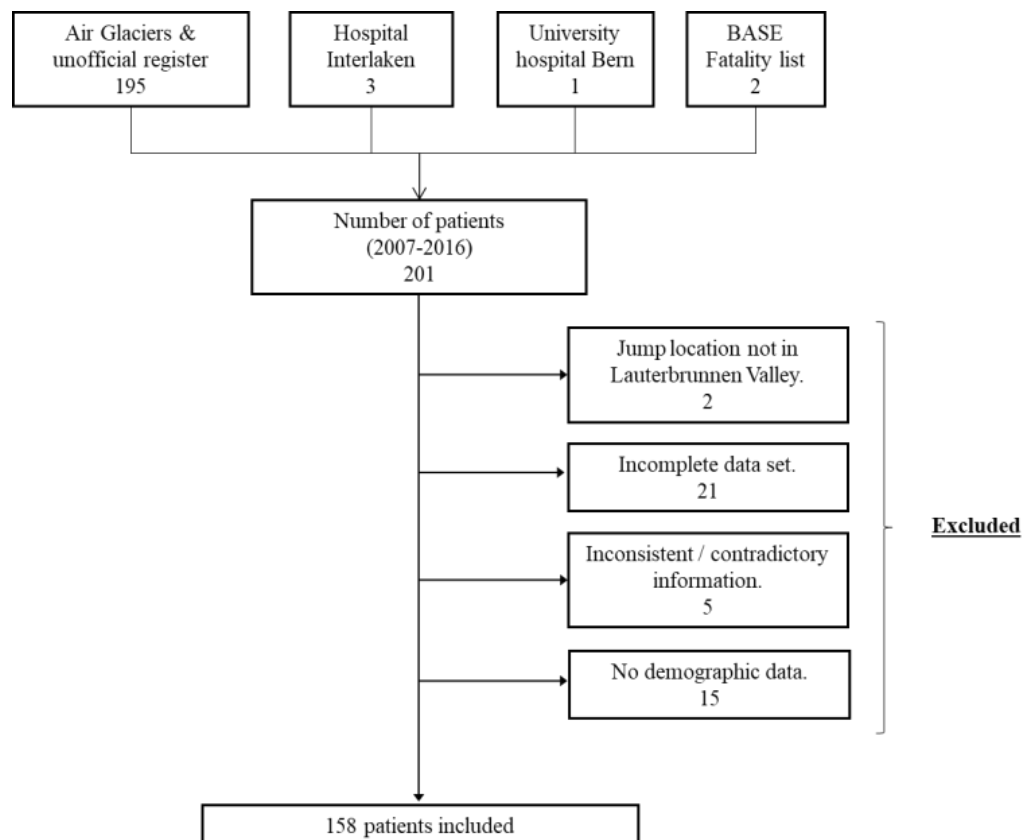 Air Glaciers &
unofficial register
195
Hospital
Interlaken
3
University
hospital Bern
1
BASE
Fatality list
2
Number of patients
(2007-2016)
201
Jump location not in
Lauterbrunnen Valley.
2
Incomplete data set.
21
Excluded
Inconsistent / contradictory
information.
5
No demographic data.
15
158 patients included